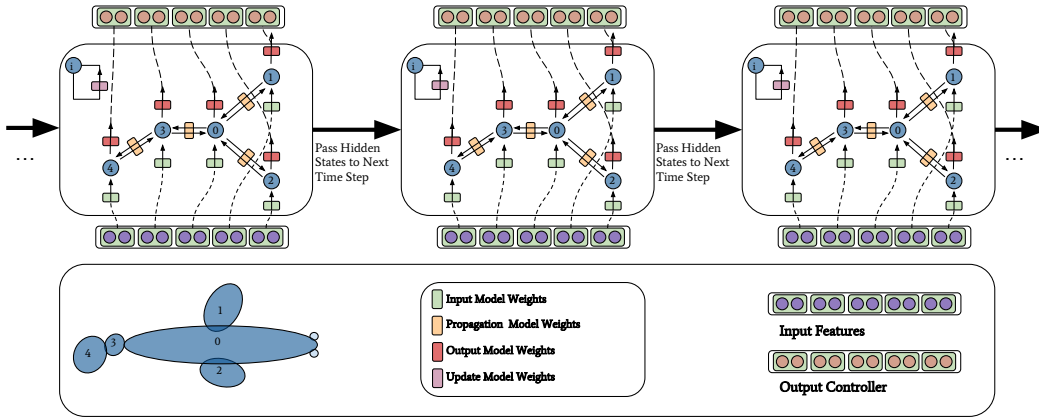 i
1
3
0
4
2
...
Pass Hidden
States to Next
Time Step
i
1
3
0
4
2
Pass Hidden
States to Next
Time Step
i
1
3
0
4
2
...
1
0
3
4
2
Input Model Weights
Propagation Model Weights
Output Model Weights
Update Model Weights
Input Features
Output Controller